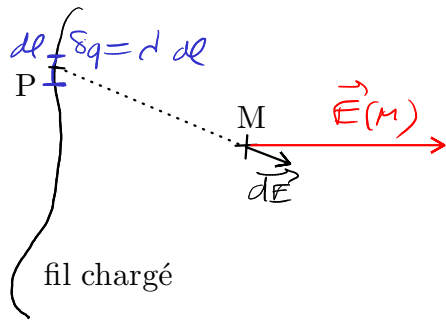 dl δq = λ dl
P
M
E⃗(M)
dE⃗
fil chargé